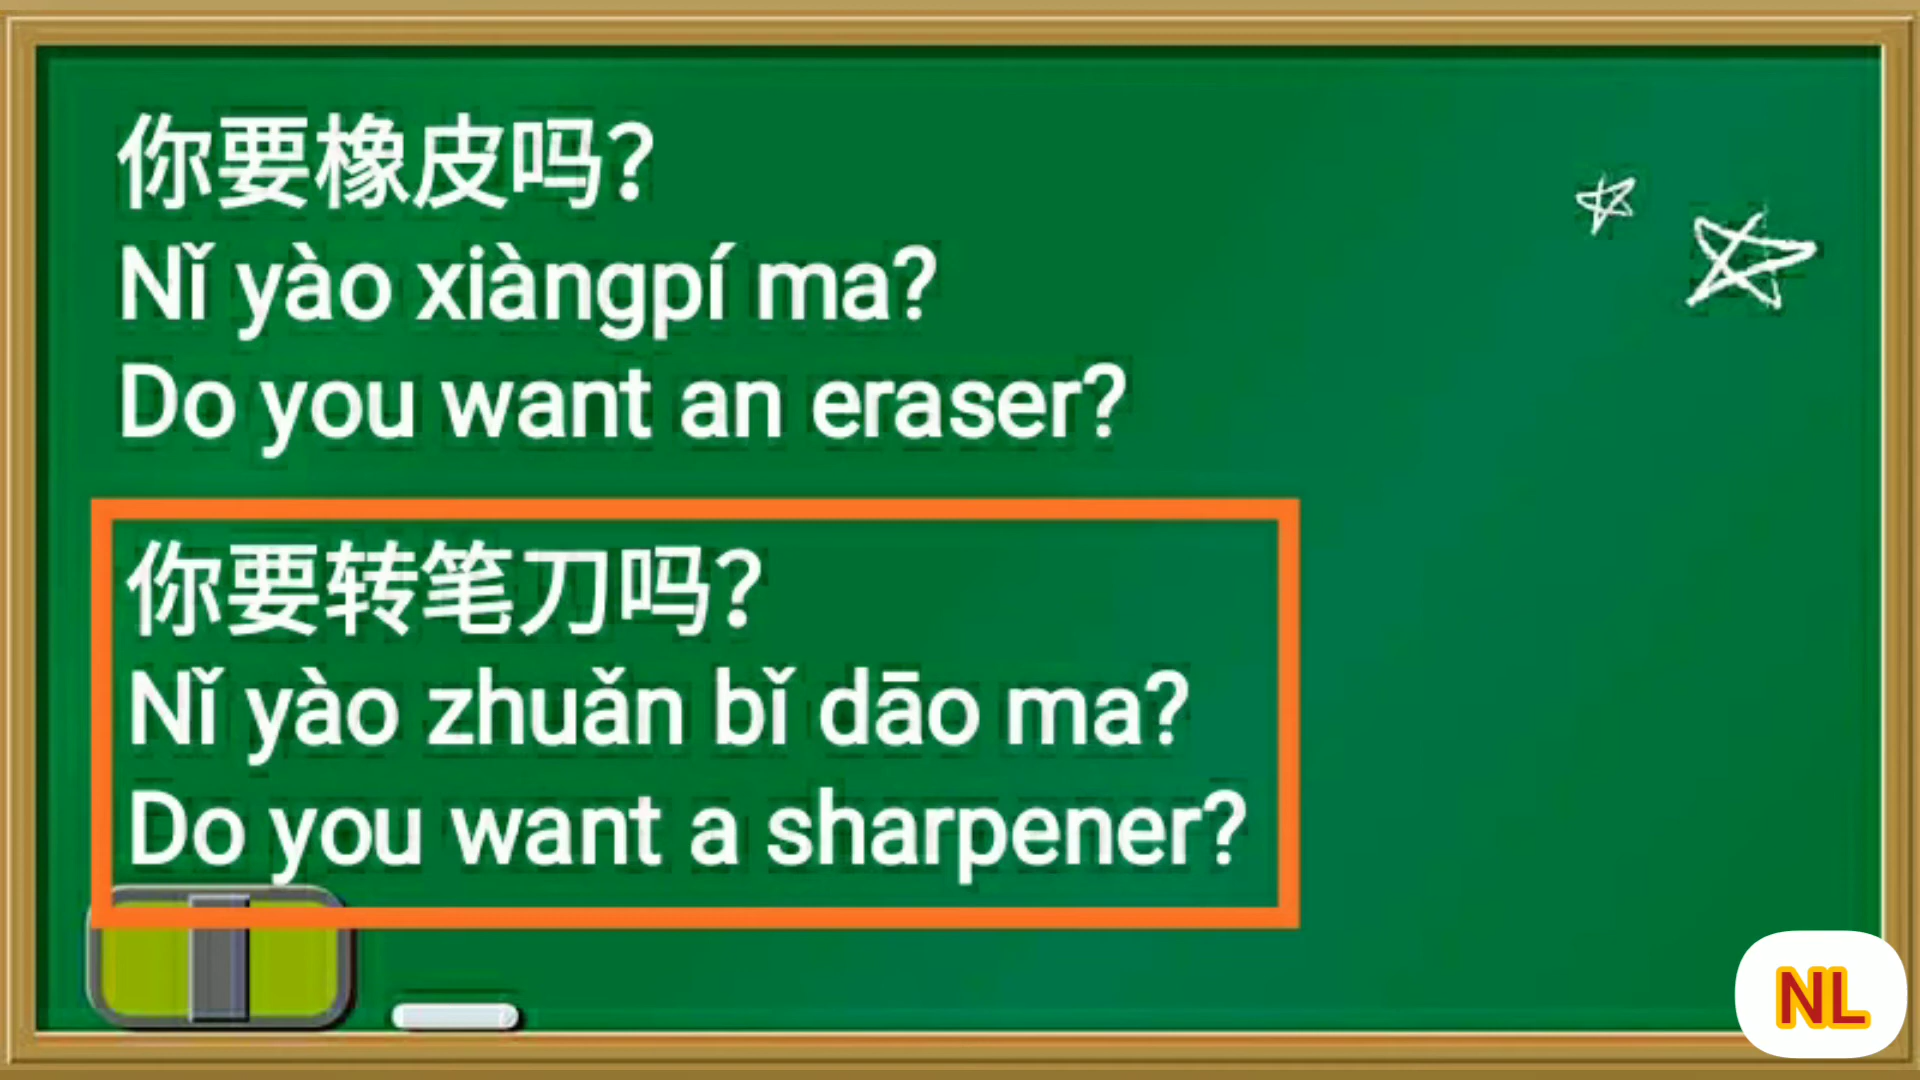 你要橡皮吗?
Nǐ yào xiàngpí ma?
Do you want an eraser?
你要转笔刀吗?
Nǐ yào zhuǎn bǐ dāo ma?
Do you want a sharpener?
NL